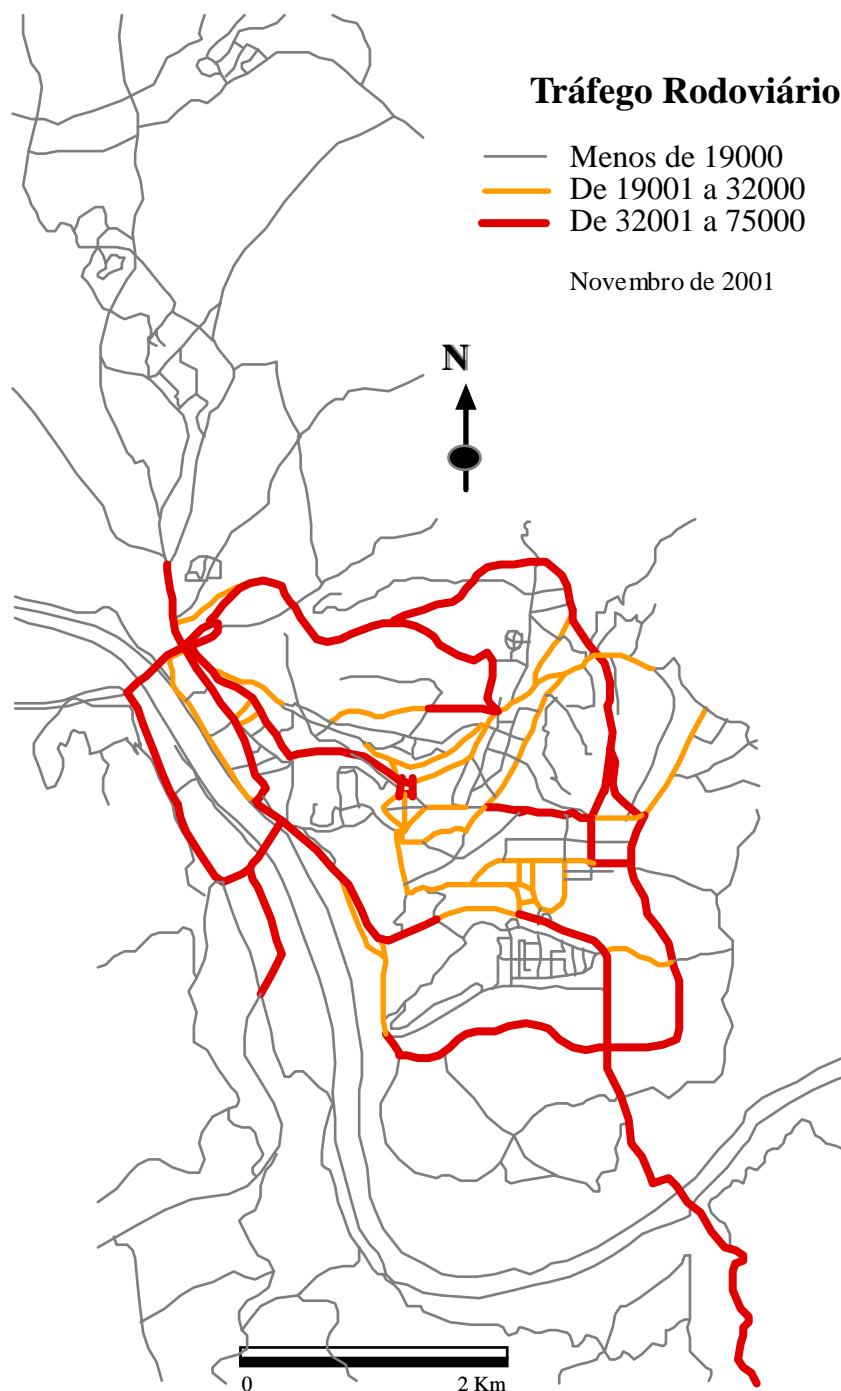 Tráfego Rodoviário
Menos de 19000
De 19001 a 32000
De 32001 a 75000
Novembro de 2001
N
0 2 Km